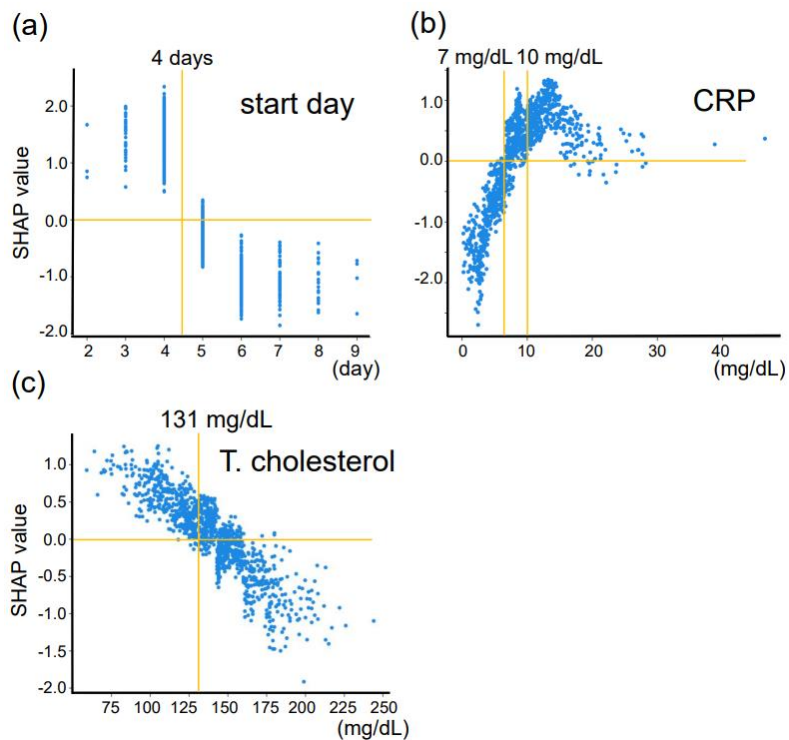 (a)
4 days
start day
SHAP value
2.0
1.0
0.0
-1.0
-2.0
2 3 4 5 6 7 8 9
(day)
(b)
7 mg/dL 10 mg/dL
CRP
1.0
0.0
-1.0
-2.0
0 10 20 30 40
(mg/dL)
(c)
131 mg/dL
T. cholesterol
SHAP value
1.0
0.5
0.0
-0.5
-1.0
-1.5
-2.0
75 100 125 150 175 200 225 250
(mg/dL)